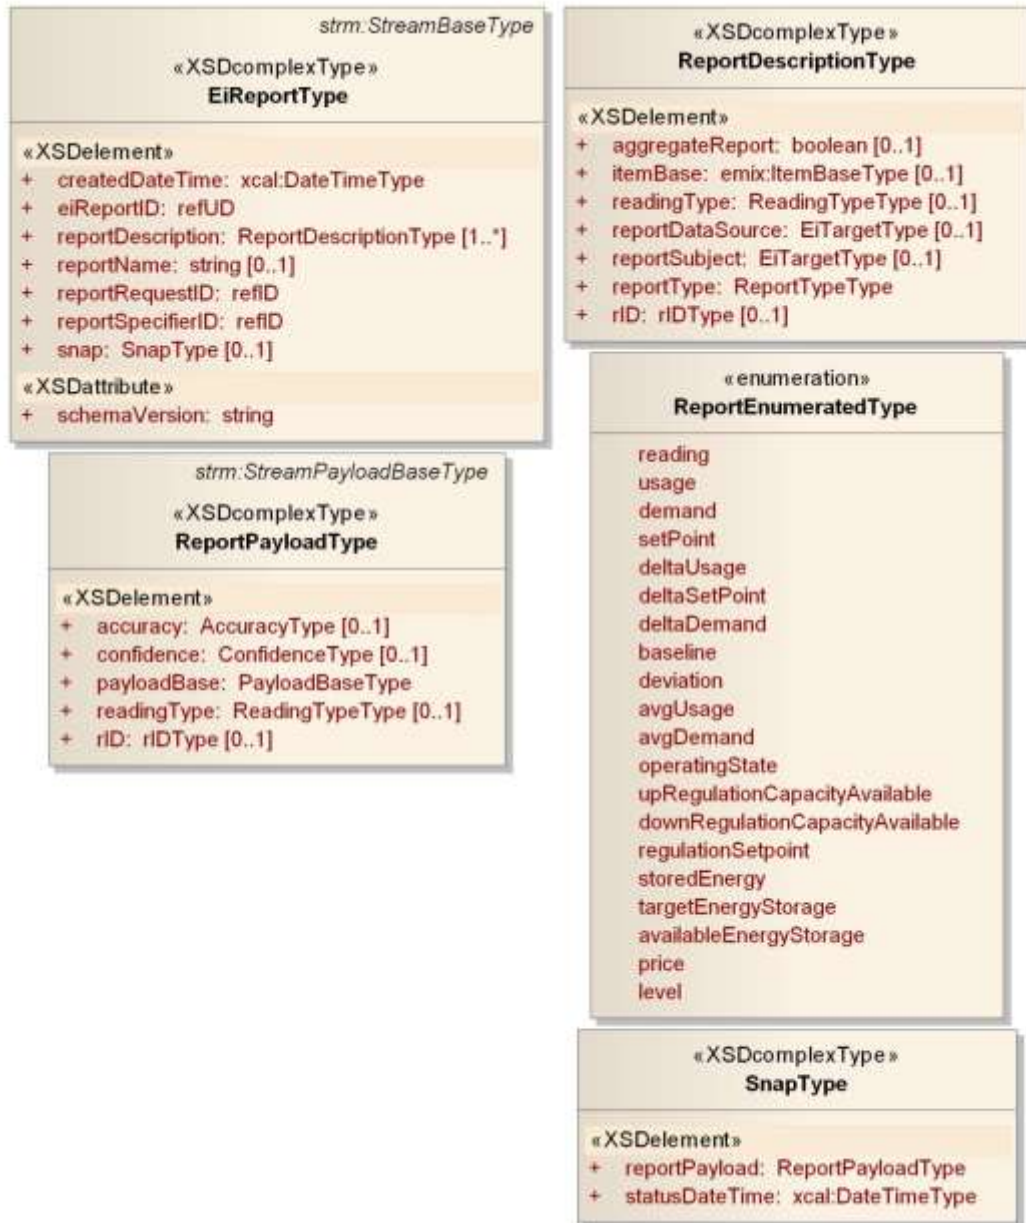 strm:StreamBaseType
«XSDcomplexType»
EiReportType
«XSDelement»
+ createdDateTime: xcal:DateTimeType
+ eiReportID: refUD
+ reportDescription: ReportDescriptionType [1..*]
+ reportName: string [0..1]
+ reportRequestID: refID
+ reportSpecifierID: refID
+ snap: SnapType [0..1]
«XSDattribute»
+ schemaVersion: string
strm:StreamPayloadBaseType
«XSDcomplexType»
ReportPayloadType
«XSDelement»
+ accuracy: AccuracyType [0..1]
+ confidence: ConfidenceType [0..1]
+ payloadBase: PayloadBaseType
+ readingType: ReadingTypeType [0..1]
+ rID: rIDType [0..1]
«XSDcomplexType»
ReportDescriptionType
«XSDelement»
+ aggregateReport: boolean [0..1]
+ itemBase: emix:ItemBaseType [0..1]
+ readingType: ReadingTypeType [0..1]
+ reportDataSource: EiTargetType [0..1]
+ reportSubject: EiTargetType [0..1]
+ reportType: ReportTypeType
+ rID: rIDType [0..1]
«enumeration»
ReportEnumeratedType
reading
usage
demand
setPoint
deltaUsage
deltaSetPoint
deltaDemand
baseline
deviation
avgUsage
avgDemand
operatingState
upRegulationCapacityAvailable
downRegulationCapacityAvailable
regulationSetpoint
storedEnergy
targetEnergyStorage
availableEnergyStorage
price
level
«XSDcomplexType»
SnapType
«XSDelement»
+ reportPayload: ReportPayloadType
+ statusDateTime: xcal:DateTimeType